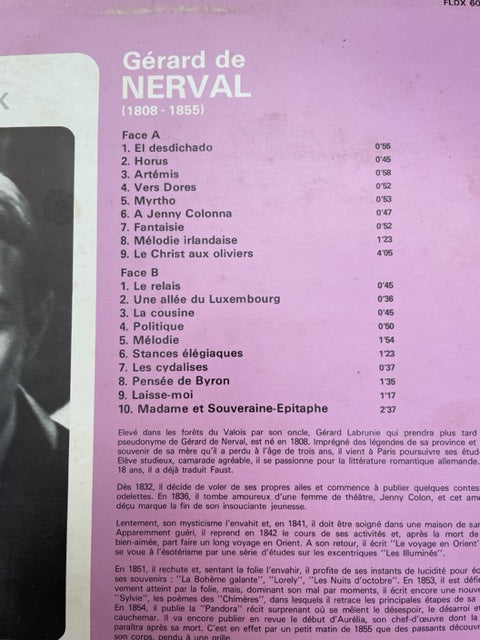 FLDX 60
Gérard de
NERVAL
(1808 - 1855)
X
Face A
1. El desdichado 0'55
2. Horus 0'45
3. Artémis 0'58
4. Vers Dores 0'52
5. Myrtho 0'53
6. A Jenny Colonna 0'47
7. Fantaisie 0'52
8. Mélodie irlandaise 1'23
9. Le Christ aux oliviers 4'05
Face B
1. Le relais 0'45
2. Une allée du Luxembourg 0'36
3. La cousine 0'45
4. Politique 0'50
5. Mélodie 1'54
6. Stances élégiaques 1'23
7. Les cydalises 0'37
8. Pensée de Byron 1'35
9. Laisse-moi 1'17
10. Madame et Souveraine-Epitaphe 2'37
Elevé dans les forêts du Valois par son oncle, Gérard Labrunie qui prendra plus tard
pseudonyme de Gérard de Nerval, est né en 1808. Imprégné des légendes de sa province et
souvenir de sa mère qu'il a perdu à l'âge de trois ans, il vient à Paris poursuivre ses étud
Elève studieux, camarade agréable, il se passionne pour la littérature romantique allemande.
18 ans, il a déjà traduit Faust.
Dès 1832, il décide de voler de ses propres ailes et commence à publier quelques contes
odelettes. En 1836, il tombe amoureux d'une femme de théâtre, Jenny Colon, et cet am
déçu marque la fin de son insouciante jeunesse.
Lentement, son mysticisme l'envahit et, en 1841, il doit être soigné dans une maison de san
Apparemment guéri, il reprend en 1842 le cours de ses activités et, après la mort de
bien-aimée, part faire un long voyage en Orient. A son retour, il écrit "Le voyage en Orient"
se voue à l'ésotérisme par une série d'études sur les excentriques "Les Illuminés".
En 1851, il rechute et, sentant la folie l'envahir, il profite de ses instants de lucidité pour éc
ses souvenirs : "La Bohème galante", "Lorely", "Les Nuits d'octobre". En 1853, il est défin
vement atteint par la folie, mais, dominant son mal par moments, il écrit encore une nouve
"Sylvie", les poèmes des "Chimères", dans lesquels il retrace les principales étapes de sa
En 1854, il publie la "Pandora" récit surprenant où se mêlent le désespoir, le désarroi et
cauchemar. Il va encore publier en revue le début d'Aurélia, son chef-d'œuvre dont la
paraîtra après sa mort. C'est en effet par un petit matin de 1855 que des passants découvr
son corps, pendu à une grille